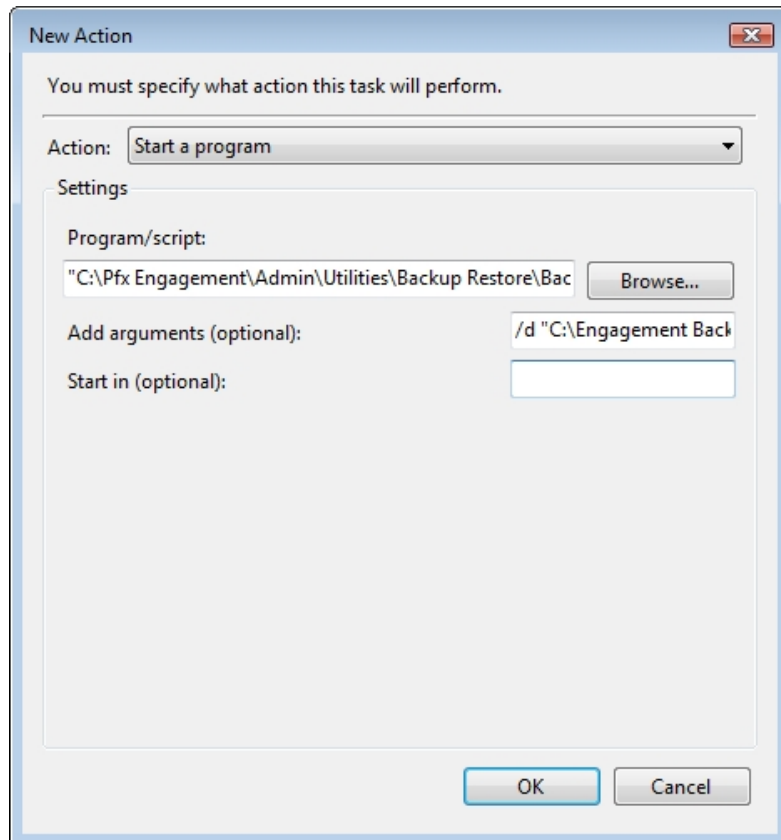 New Action
You must specify what action this task will perform.
Action: Start a program
Settings
Program/script:
"C:\Pfx Engagement\Admin\Utilities\Backup Restore\Bac Browse...
Add arguments (optional): /d "C:\Engagement Back
Start in (optional):
OK Cancel